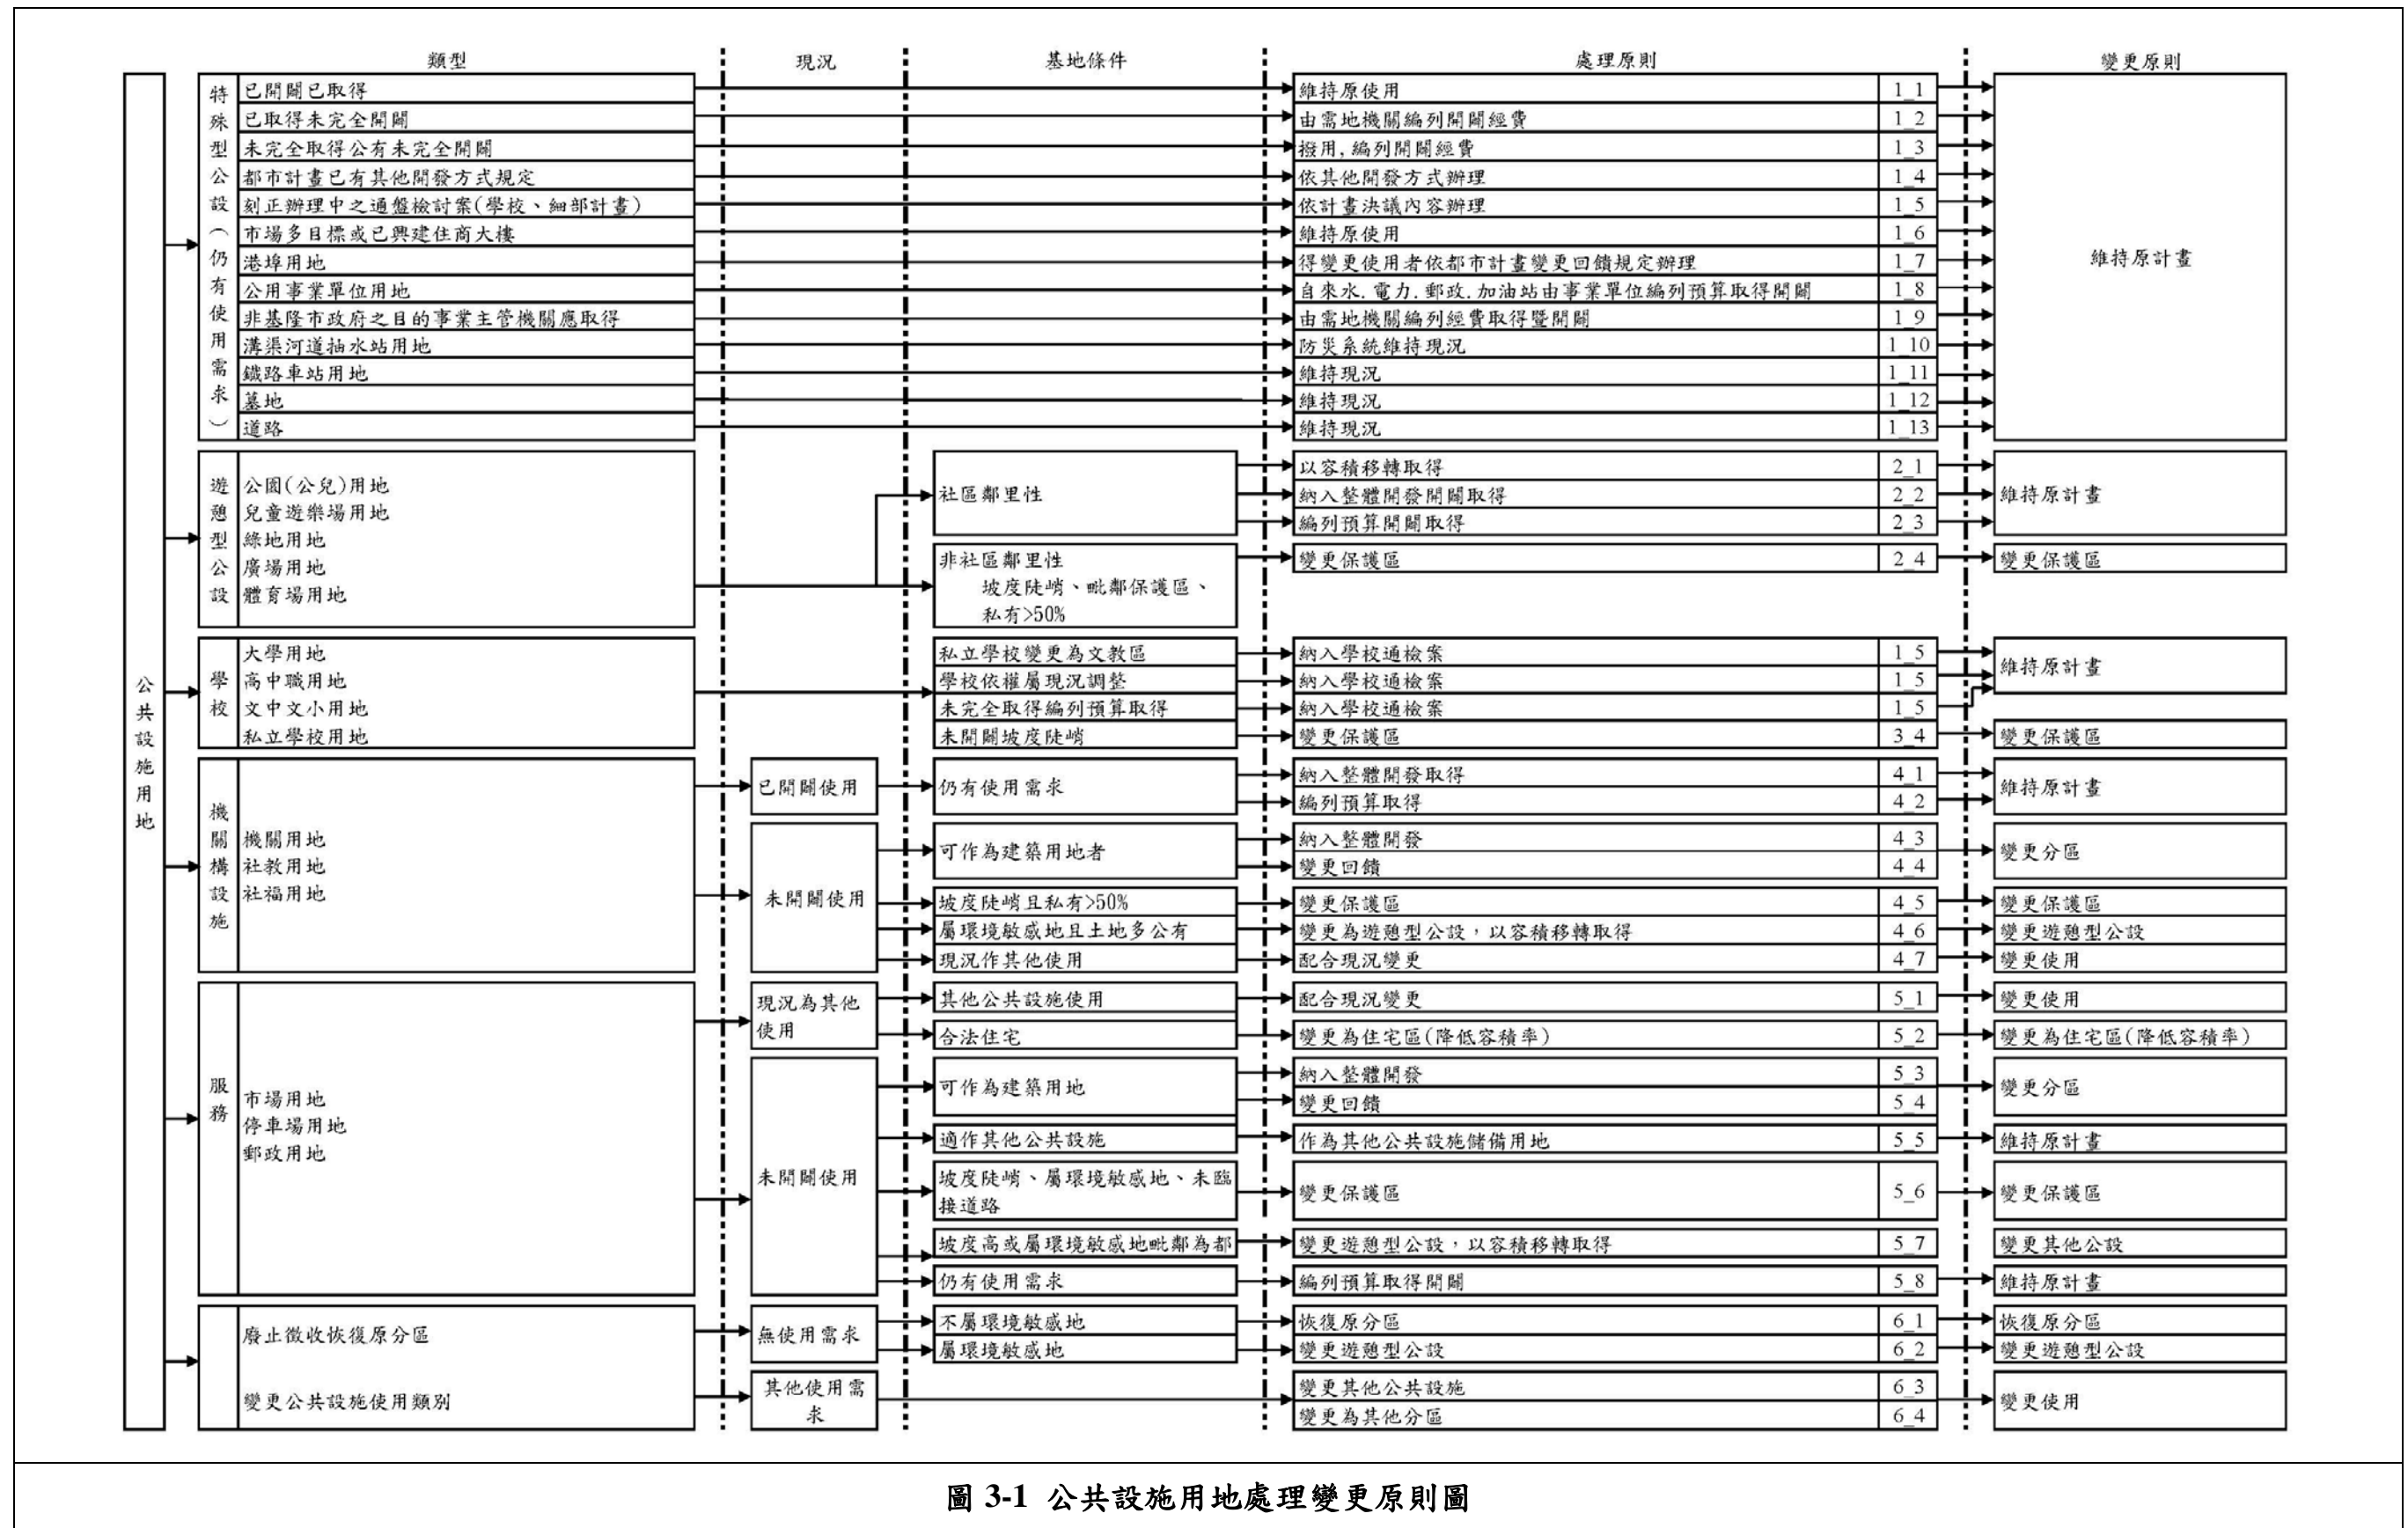 類型 現況 基地條件 處理原則 變更原則
公共設施用地
特殊型公設（仍有使用需求）
已開闢已取得 維持原使用 1_1
已取得未完全開闢 由需地機關編列開闢經費 1_2
未完全取得公有未完全開闢 撥用,編列開闢經費 1_3
都市計畫已有其他開發方式規定 依其他開發方式辦理 1_4
刻正辦理中之通盤檢討案(學校、細部計畫) 依計畫決議內容辦理 1_5
市場多目標或已興建住商大樓 維持原使用 1_6
港埠用地 得變更使用者依都市計畫變更回饋規定辦理 1_7
公用事業單位用地 自來水.電力.郵政.加油站由事業單位編列預算取得開闢 1_8
非基隆市政府之目的事業主管機關應取得 由需地機關編列經費取得暨開闢 1_9
溝渠河道抽水站用地 防災系統維持現況 1_10
鐵路車站用地 維持現況 1_11
墓地 維持現況 1_12
道路 維持現況 1_13
維持原計畫
遊憩型公設
公園(公兒)用地
兒童遊樂場用地
綠地用地
廣場用地
體育場用地
社區鄰里性
以容積移轉取得 2_1
納入整體開發開闢取得 2_2
編列預算開闢取得 2_3
維持原計畫
非社區鄰里性
坡度陡峭、毗鄰保護區、
私有>50%
變更保護區 2_4 變更保護區
學校
大學用地
高中職用地
文中文小用地
私立學校用地
私立學校變更為文教區 納入學校通檢案 1_5
學校依權屬現況調整 納入學校通檢案 1_5
未完全取得編列預算取得 納入學校通檢案 1_5
維持原計畫
未開闢坡度陡峭 變更保護區 3_4 變更保護區
機關構設施
機關用地
社教用地
社福用地
已開闢使用 仍有使用需求
納入整體開發取得 4_1
編列預算取得 4_2
維持原計畫
未開闢使用
可作為建築用地者
納入整體開發 4_3
變更回饋 4_4
變更分區
坡度陡峭且私有>50% 變更保護區 4_5 變更保護區
屬環境敏感地且土地多公有 變更為遊憩型公設，以容積移轉取得 4_6 變更遊憩型公設
現況作其他使用 配合現況變更 4_7 變更使用
服務
市場用地
停車場用地
郵政用地
現況為其他
使用
其他公共設施使用 配合現況變更 5_1 變更使用
合法住宅 變更為住宅區(降低容積率) 5_2 變更為住宅區(降低容積率)
未開闢使用
可作為建築用地
納入整體開發 5_3
變更回饋 5_4
變更分區
適作其他公共設施 作為其他公共設施儲備用地 5_5 維持原計畫
坡度陡峭、屬環境敏感地、未臨
接道路
變更保護區 5_6 變更保護區
坡度高或屬環境敏感地毗鄰為都 變更遊憩型公設，以容積移轉取得 5_7 變更其他公設
仍有使用需求 編列預算取得開闢 5_8 維持原計畫
廢止徵收恢復原分區
變更公共設施使用類別
無使用需求
不屬環境敏感地 恢復原分區 6_1 恢復原分區
屬環境敏感地 變更遊憩型公設 6_2 變更遊憩型公設
其他使用需
求
變更其他公共設施 6_3
變更為其他分區 6_4
變更使用
圖 3-1 公共設施用地處理變更原則圖